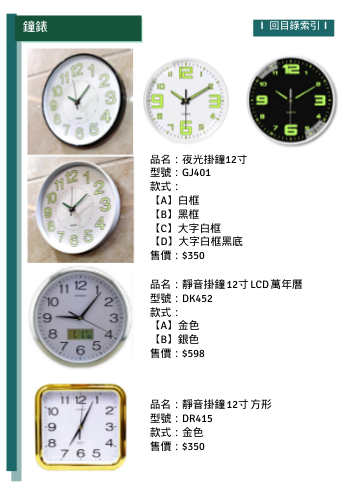 鐘錶
回目錄索引
品名：夜光掛鐘12寸
型號：GJ401
款式：
【A】白框
【B】黑框
【C】大字白框
【D】大字白框黑底
售價：$350
品名：靜音掛鐘12寸 LCD 萬年曆
型號：DK452
款式：
【A】金色
【B】銀色
售價：$598
品名：靜音掛鐘12寸 方形
型號：DR415
款式：金色
售價：$350